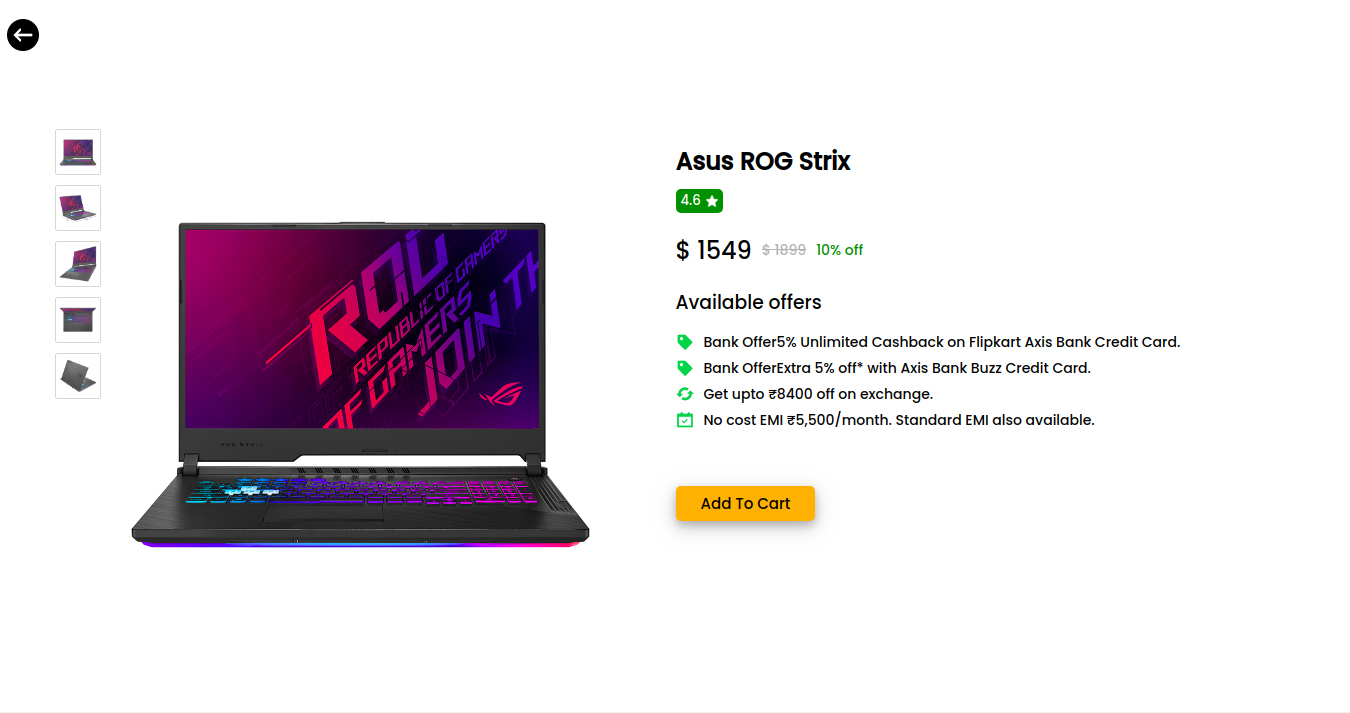 Asus ROG Strix
4.6
$ 1549 $ 1899 10% off
Available offers
Bank Offer5% Unlimited Cashback on Flipkart Axis Bank Credit Card.
Bank OfferExtra 5% off* with Axis Bank Buzz Credit Card.
Get upto ₹8400 off on exchange.
No cost EMI ₹5,500/month. Standard EMI also available.
Add To Cart
ROG
REPUBLIC OF GAMERS
OF GAMERS
JOIN TH
ROG STRIX